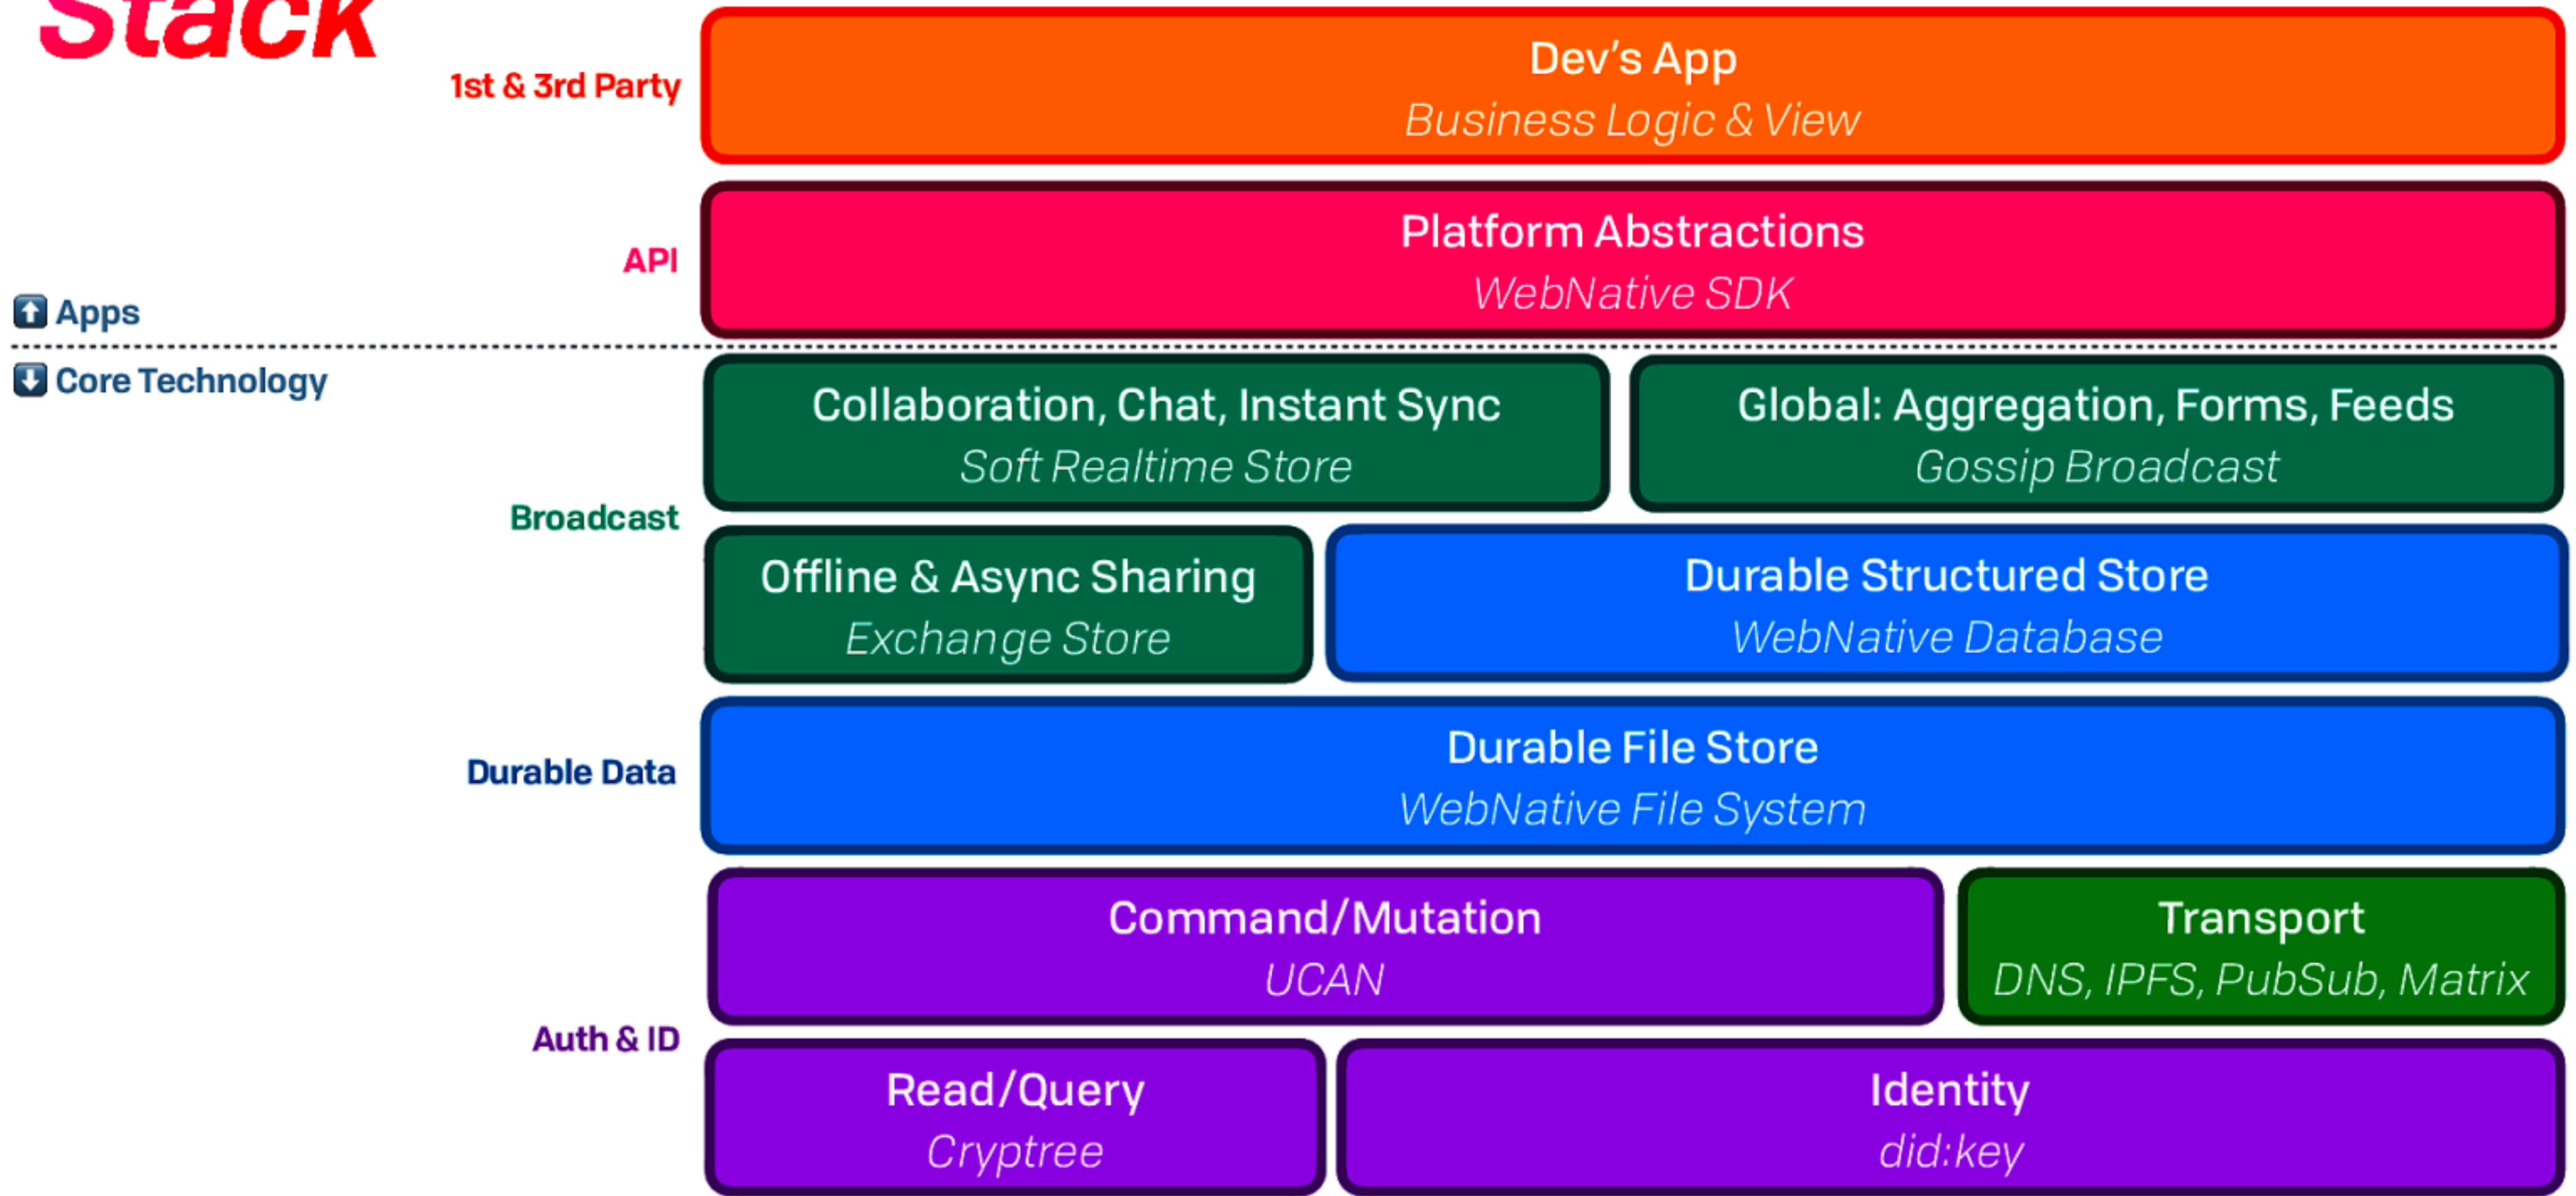 Stack
1st & 3rd Party
Dev's App
Business Logic & View
API
Platform Abstractions
WebNative SDK
Apps
Core Technology
Broadcast
Collaboration, Chat, Instant Sync
Soft Realtime Store
Global: Aggregation, Forms, Feeds
Gossip Broadcast
Offline & Async Sharing
Exchange Store
Durable Structured Store
WebNative Database
Durable Data
Durable File Store
WebNative File System
Auth & ID
Command/Mutation
UCAN
Transport
DNS, IPFS, PubSub, Matrix
Read/Query
Cryptree
Identity
did:key